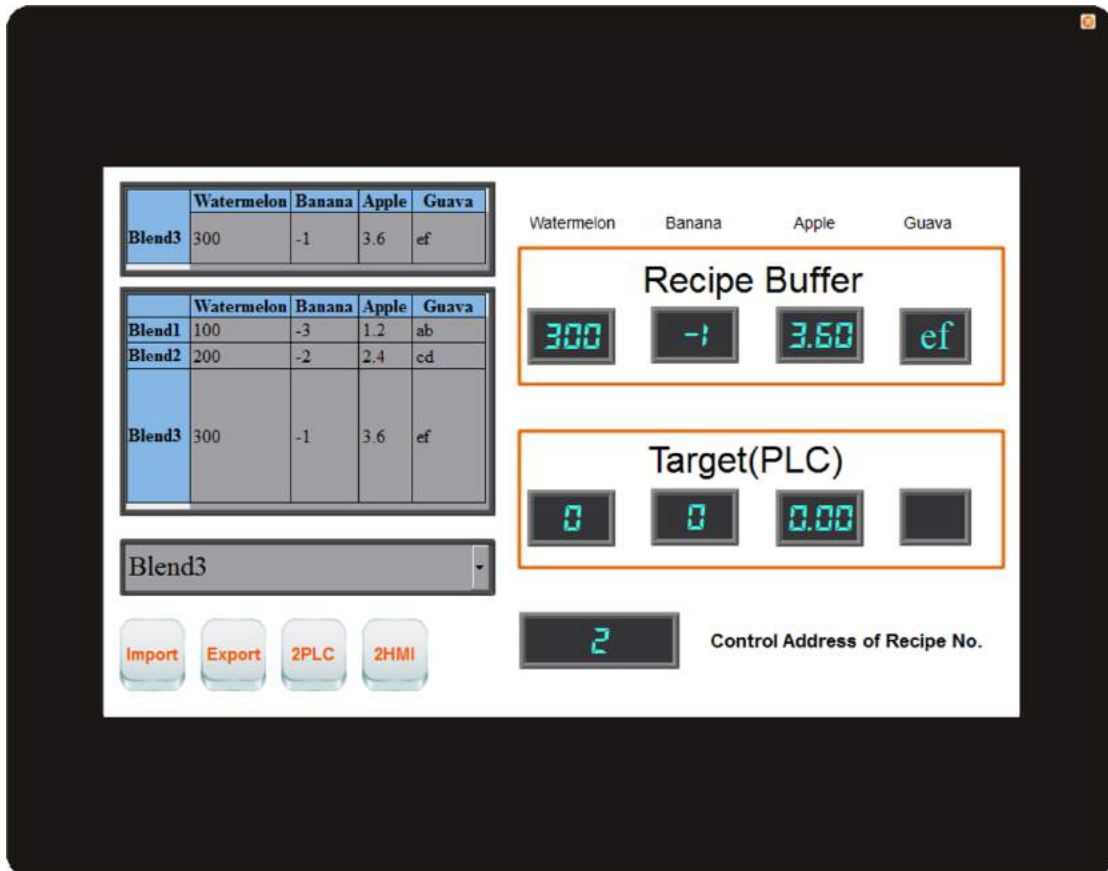 Watermelon Banana Apple Guava
Blend3 300 -1 3.6 ef
Watermelon Banana Apple Guava
Blend1 100 -3 1.2 ab
Blend2 200 -2 2.4 cd
Blend3 300 -1 3.6 ef
Blend3
Import Export 2PLC 2HMI
Watermelon Banana Apple Guava
Recipe Buffer
300 -1 3.60 ef
Target(PLC)
0 0 0.00
2 Control Address of Recipe No.